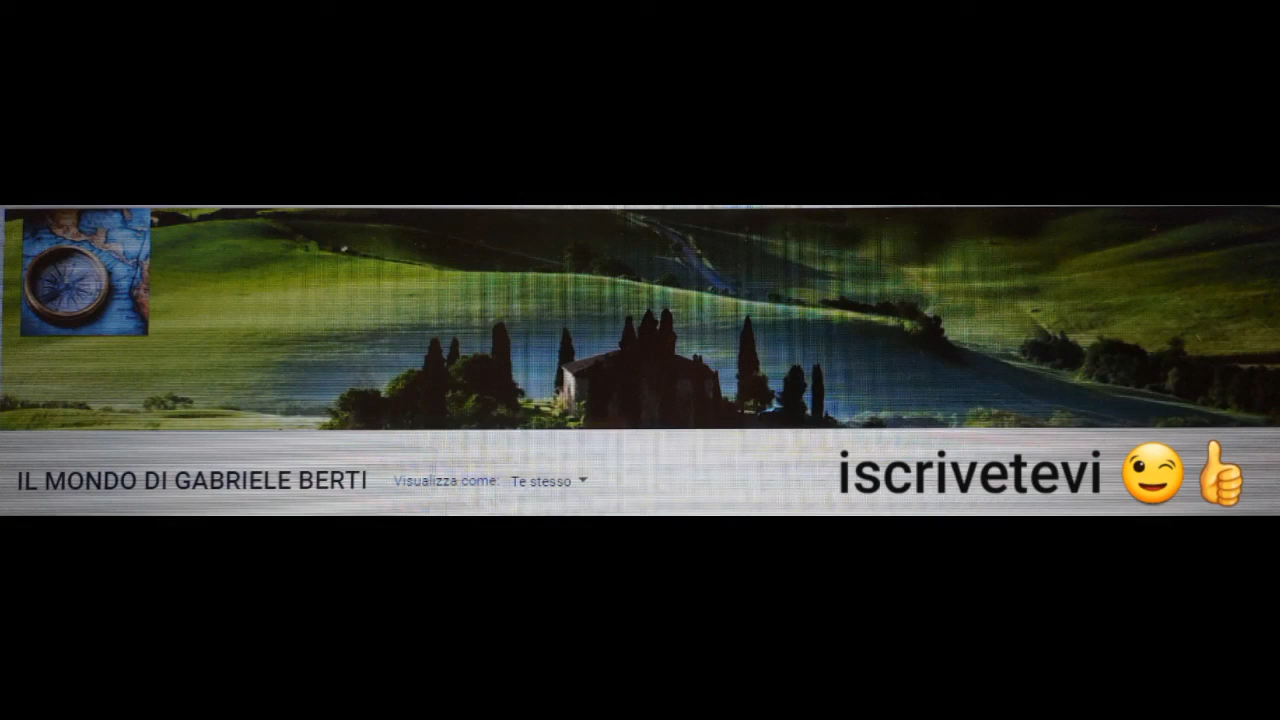 IL MONDO DI GABRIELE BERTI Visualizza come: Te stesso iscrivetevi 😉👍